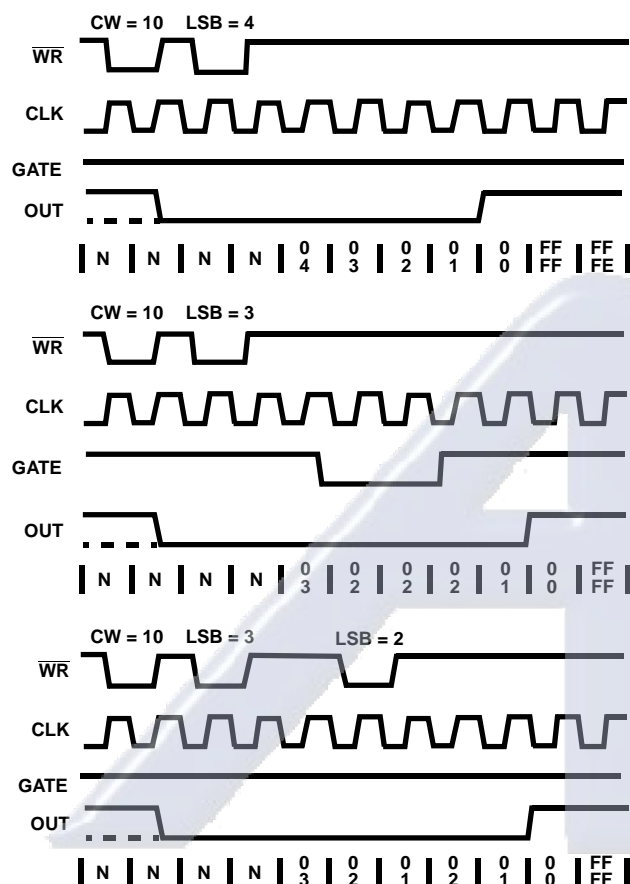 CW = 10 LSB = 4
WR
CLK
GATE
OUT
N N N N 0 0 0 0 0 FF FF
4 3 2 1 0 FF FE
CW = 10 LSB = 3
WR
CLK
GATE
OUT
N N N N 0 0 0 0 0 0 FF
3 2 2 2 1 0 FF
CW = 10 LSB = 3 LSB = 2
WR
CLK
GATE
OUT
N N N N 0 0 0 0 0 0 FF
3 2 1 2 1 0 FF